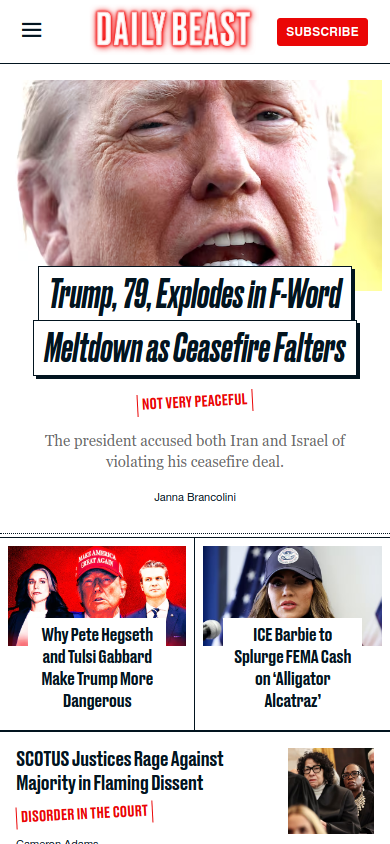 DAILY BEAST
SUBSCRIBE
Trump, 79, Explodes in F-Word
Meltdown as Ceasefire Falters
NOT VERY PEACEFUL
The president accused both Iran and Israel of
violating his ceasefire deal.
Janna Brancolini
MAKE AMERICA
GREAT AGAIN
Why Pete Hegseth
and Tulsi Gabbard
Make Trump More
Dangerous
ICE Barbie to
Splurge FEMA Cash
on ‘Alligator
Alcatraz’
SCOTUS Justices Rage Against
Majority in Flaming Dissent
DISORDER IN THE COURT
Cameron Adams